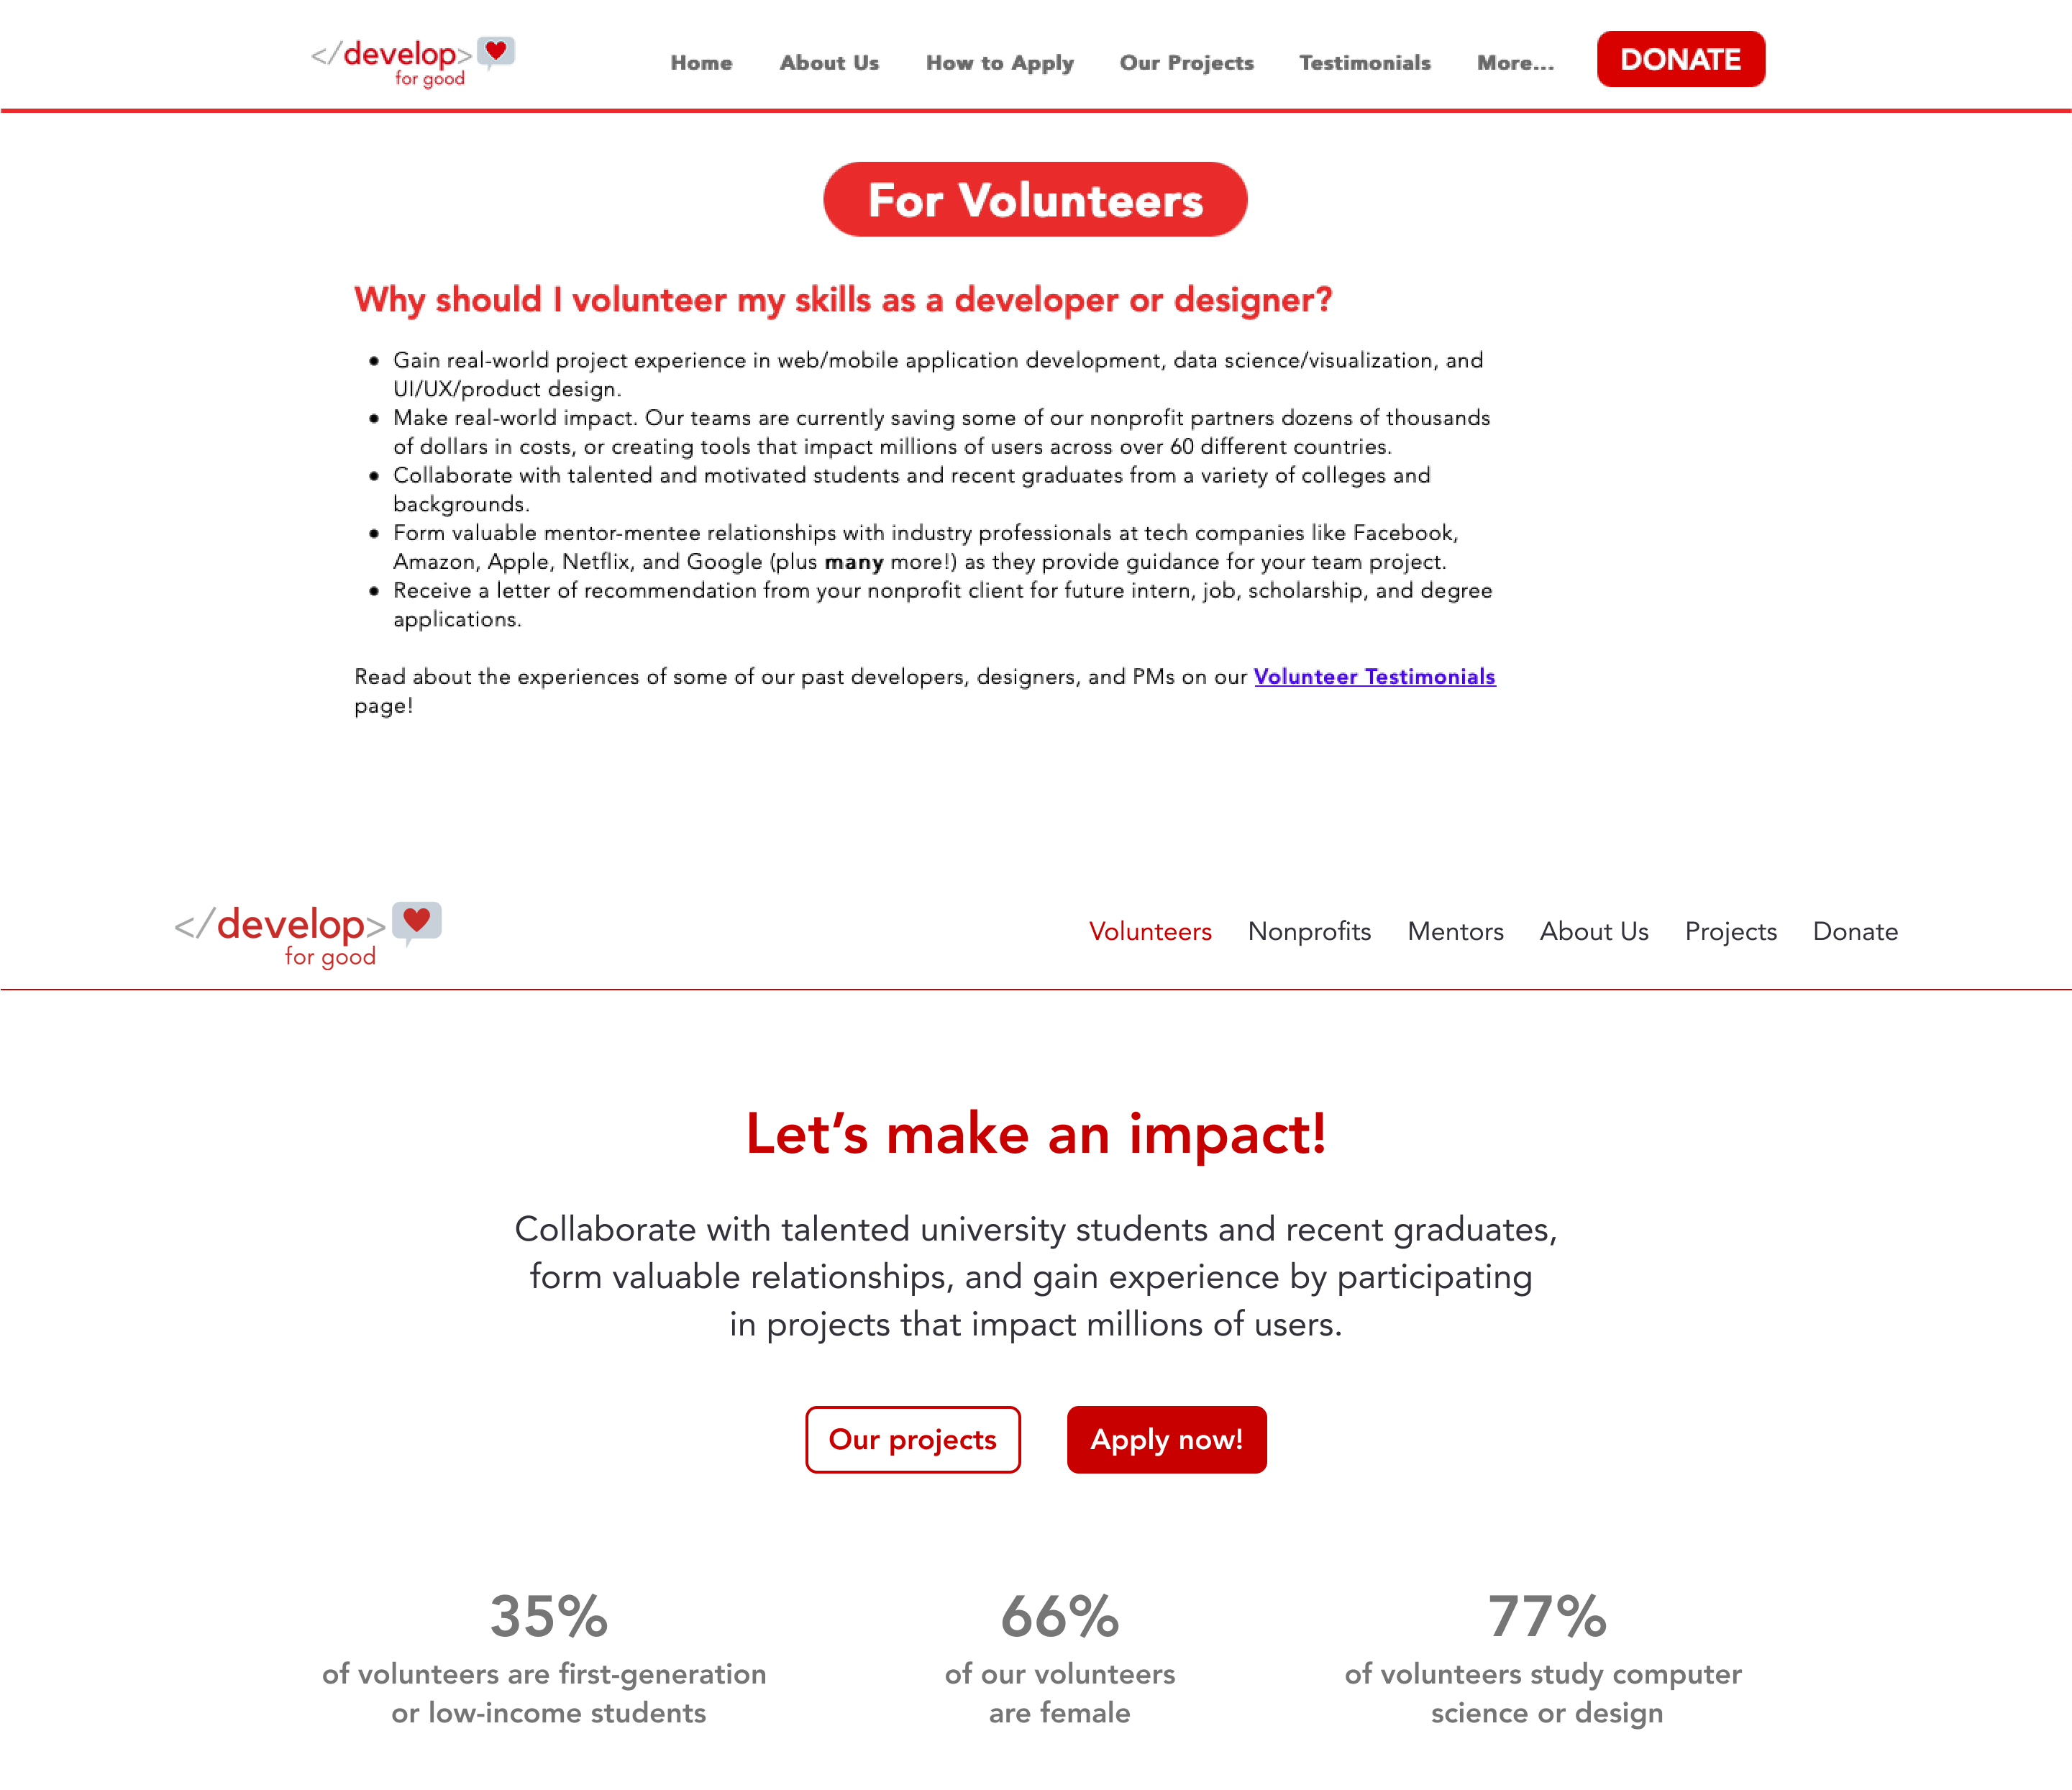 </develop>
for good
Home About Us How to Apply Our Projects Testimonials More... DONATE
For Volunteers
Why should I volunteer my skills as a developer or designer?
● Gain real-world project experience in web/mobile application development, data science/visualization, and
UI/UX/product design.
● Make real-world impact. Our teams are currently saving some of our nonprofit partners dozens of thousands
of dollars in costs, or creating tools that impact millions of users across over 60 different countries.
● Collaborate with talented and motivated students and recent graduates from a variety of colleges and
backgrounds.
● Form valuable mentor-mentee relationships with industry professionals at tech companies like Facebook,
Amazon, Apple, Netflix, and Google (plus many more!) as they provide guidance for your team project.
● Receive a letter of recommendation from your nonprofit client for future intern, job, scholarship, and degree
applications.
Read about the experiences of some of our past developers, designers, and PMs on our Volunteer Testimonials
page!
</develop>
for good
Volunteers Nonprofits Mentors About Us Projects Donate
Let’s make an impact!
Collaborate with talented university students and recent graduates,
form valuable relationships, and gain experience by participating
in projects that impact millions of users.
Our projects Apply now!
35%
of volunteers are first-generation
or low-income students
66%
of our volunteers
are female
77%
of volunteers study computer
science or design